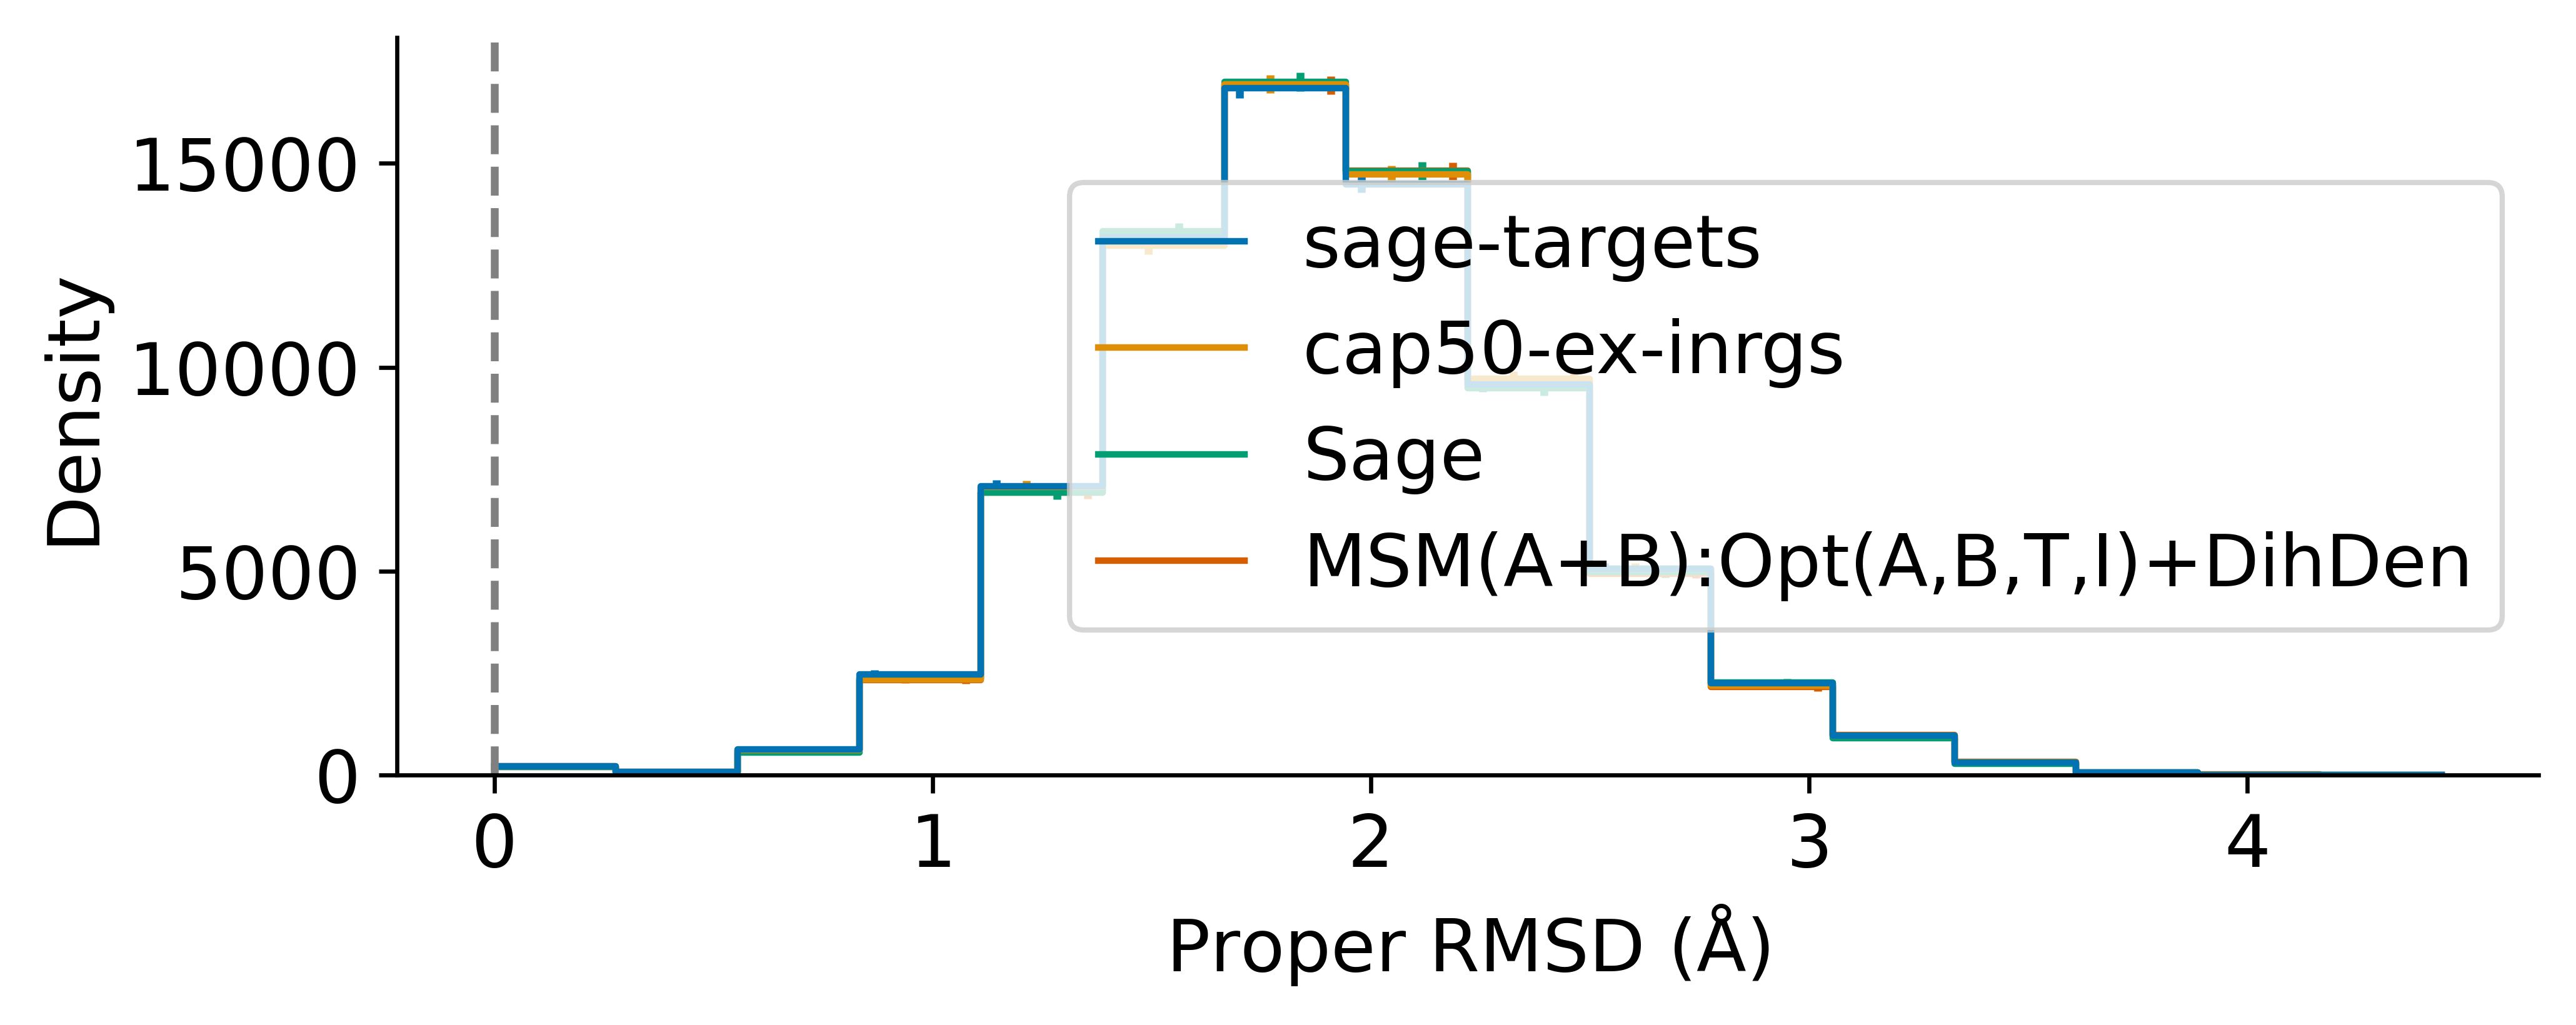 Density
15000
10000
5000
0
sage-targets
cap50-ex-inrgs
Sage
MSM(A+B):Opt(A,B,T,I)+DihDen
0 1 2 3 4
Proper RMSD (Å)